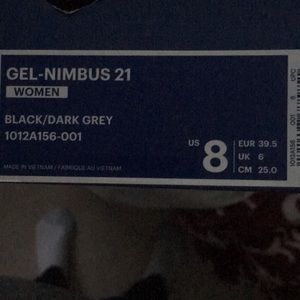 GEL-NIMBUS 21
WOMEN
BLACK/DARK GREY
1012A156-001
MADE IN VIETNAM / FABRIQUÉ AU VIETNAM
US 8
EUR 39.5
UK 6
CM 25.0